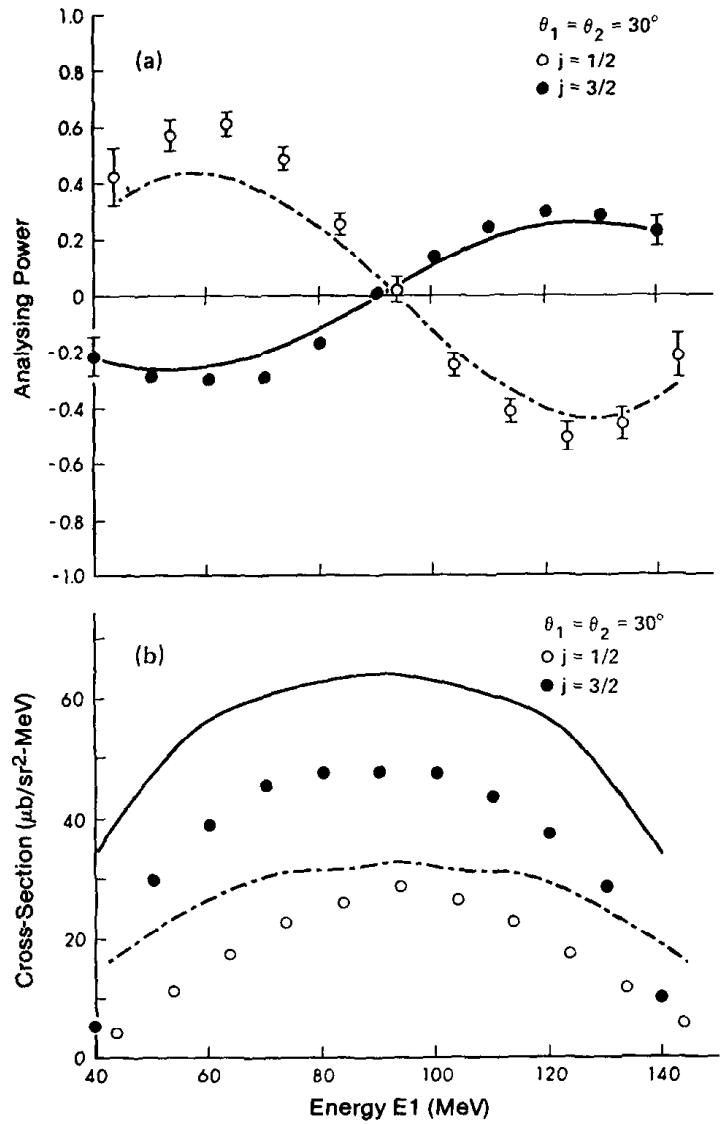 1.0
0.8
0.6
0.4
0.2
0
-0.2
-0.4
-0.6
-0.8
-1.0
Analysing Power
(a)
θ1 = θ2 = 30°
○ j = 1/2
● j = 3/2
60
40
20
0
Cross-Section (μb/sr²-MeV)
(b)
θ1 = θ2 = 30°
○ j = 1/2
● j = 3/2
40 60 80 100 120 140
Energy E1 (MeV)